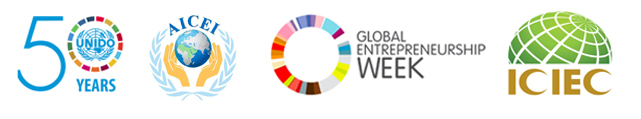 50
UNIDO
YEARS
AICEI
GLOBAL
ENTREPRENEURSHIP
WEEK
ICIEC